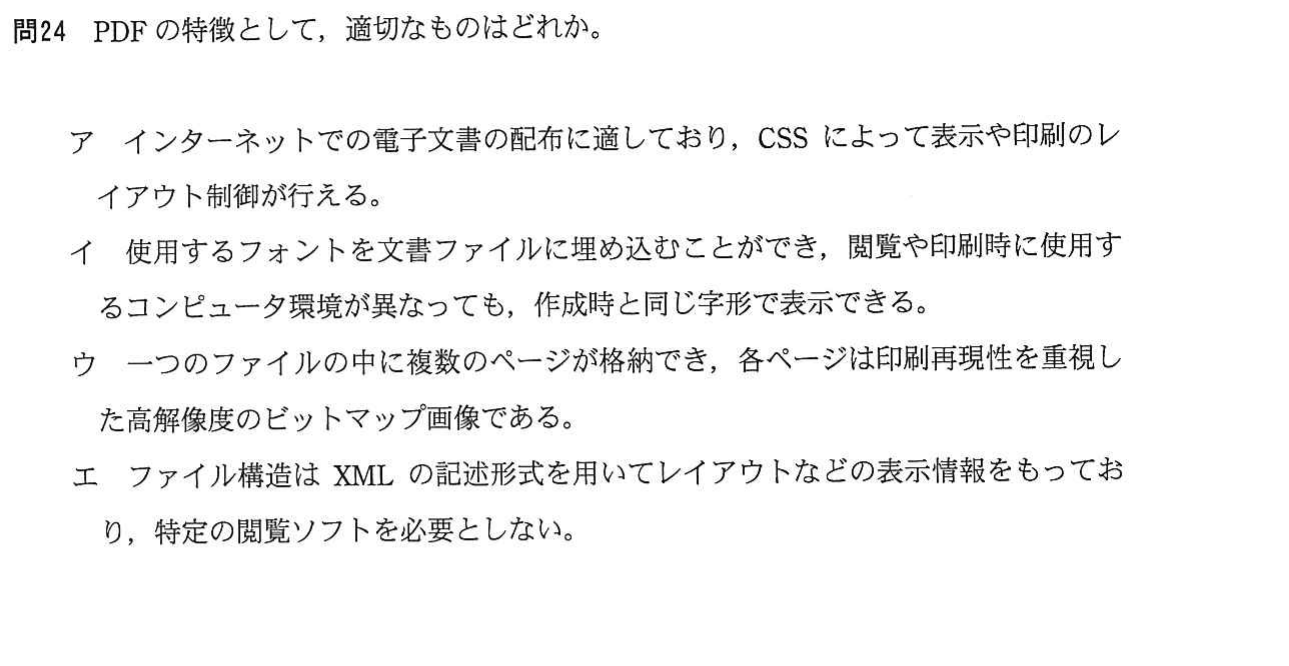 問24　PDF の特徴として，適切なものはどれか。
ア　インターネットでの電子文書の配布に適しており，CSS によって表示や印刷のレ
イアウト制御が行える。
イ　使用するフォントを文書ファイルに埋め込むことができ，閲覧や印刷時に使用す
るコンピュータ環境が異なっても，作成時と同じ字形で表示できる。
ウ　一つのファイルの中に複数のページが格納でき，各ページは印刷再現性を重視し
た高解像度のビットマップ画像である。
エ　ファイル構造は XML の記述形式を用いてレイアウトなどの表示情報をもってお
り，特定の閲覧ソフトを必要としない。